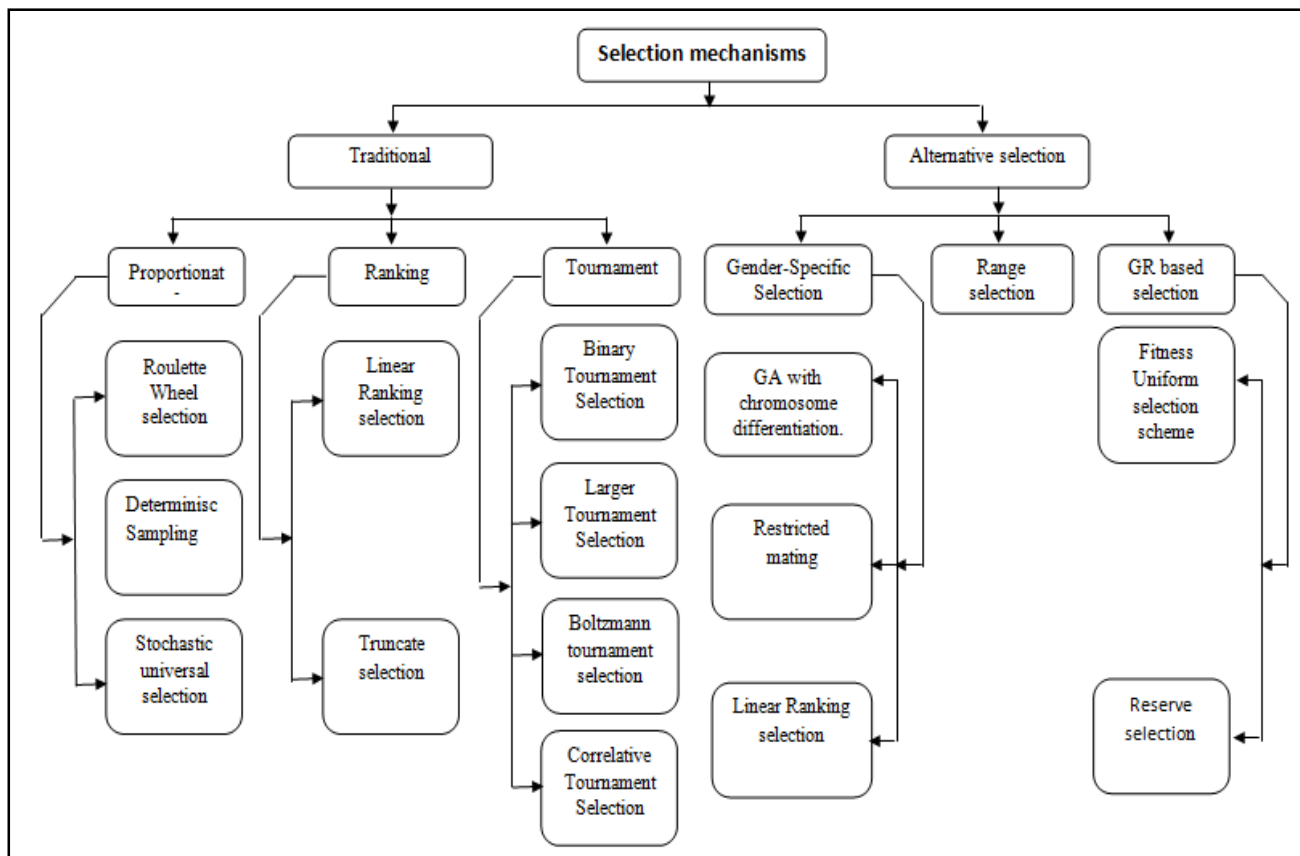 Selection mechanisms
Traditional
Alternative selection
Proportionat
-
Ranking
Tournament
Gender-Specific
Selection
Range
selection
GR based
selection
Roulette
Wheel
selection
Determinisc
Sampling
Stochastic
universal
selection
Linear
Ranking
selection
Truncate
selection
Binary
Tournament
Selection
Larger
Tournament
Selection
Boltzmann
tournament
selection
Correlative
Tournament
Selection
GA with
chromosome
differentiation.
Restricted
mating
Linear Ranking
selection
Fitness
Uniform
selection
scheme
Reserve
selection